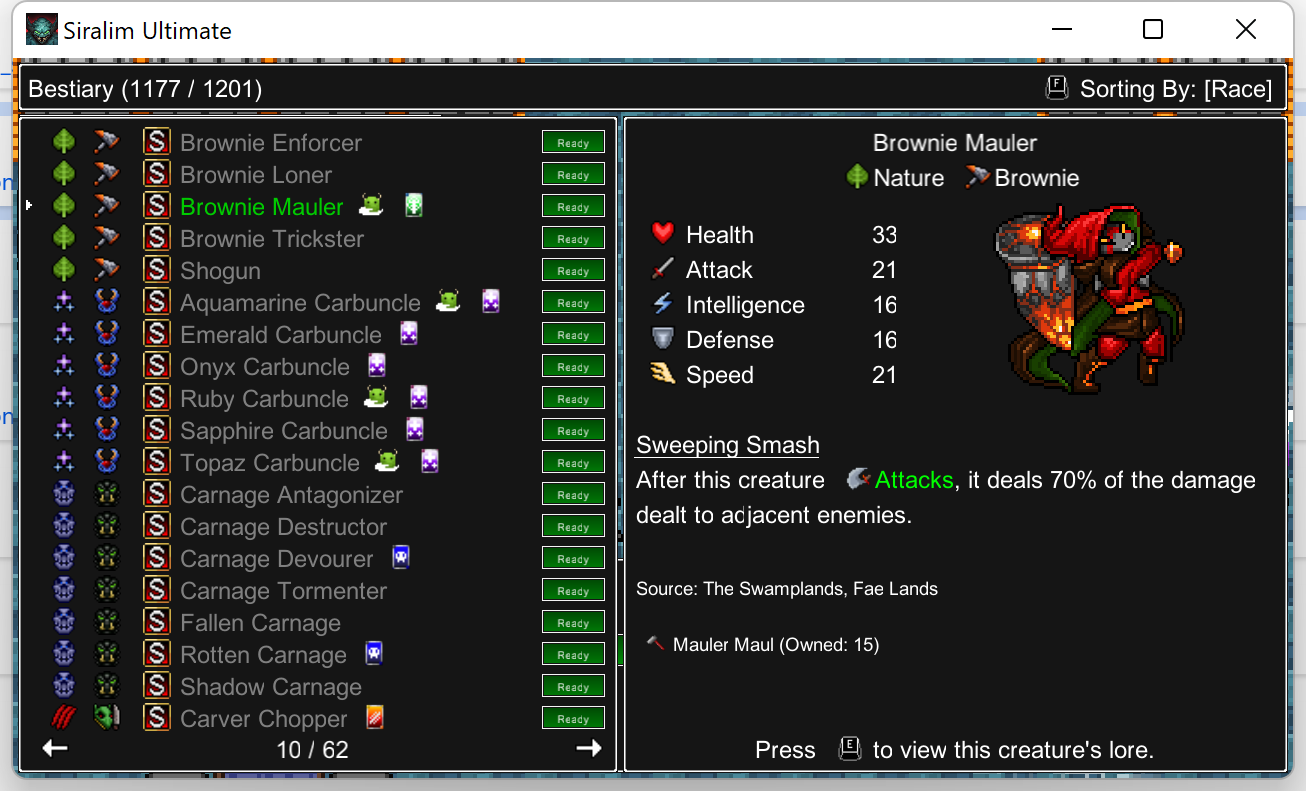 Siralim Ultimate
Bestiary (1177 / 1201)
F Sorting By: [Race]
S Brownie Enforcer Ready
S Brownie Loner Ready
S Brownie Mauler Ready
S Brownie Trickster Ready
S Shogun Ready
S Aquamarine Carbuncle Ready
S Emerald Carbuncle Ready
S Onyx Carbuncle Ready
S Ruby Carbuncle Ready
S Sapphire Carbuncle Ready
S Topaz Carbuncle Ready
S Carnage Antagonizer Ready
S Carnage Destructor Ready
S Carnage Devourer Ready
S Carnage Tormenter Ready
S Fallen Carnage Ready
S Rotten Carnage Ready
S Shadow Carnage Ready
S Carver Chopper Ready
10 / 62
Brownie Mauler
Nature Brownie
Health 33
Attack 21
Intelligence 16
Defense 16
Speed 21
Sweeping Smash
After this creature Attacks, it deals 70% of the damage
dealt to adjacent enemies.
Source: The Swamplands, Fae Lands
Mauler Maul (Owned: 15)
Press E to view this creature's lore.